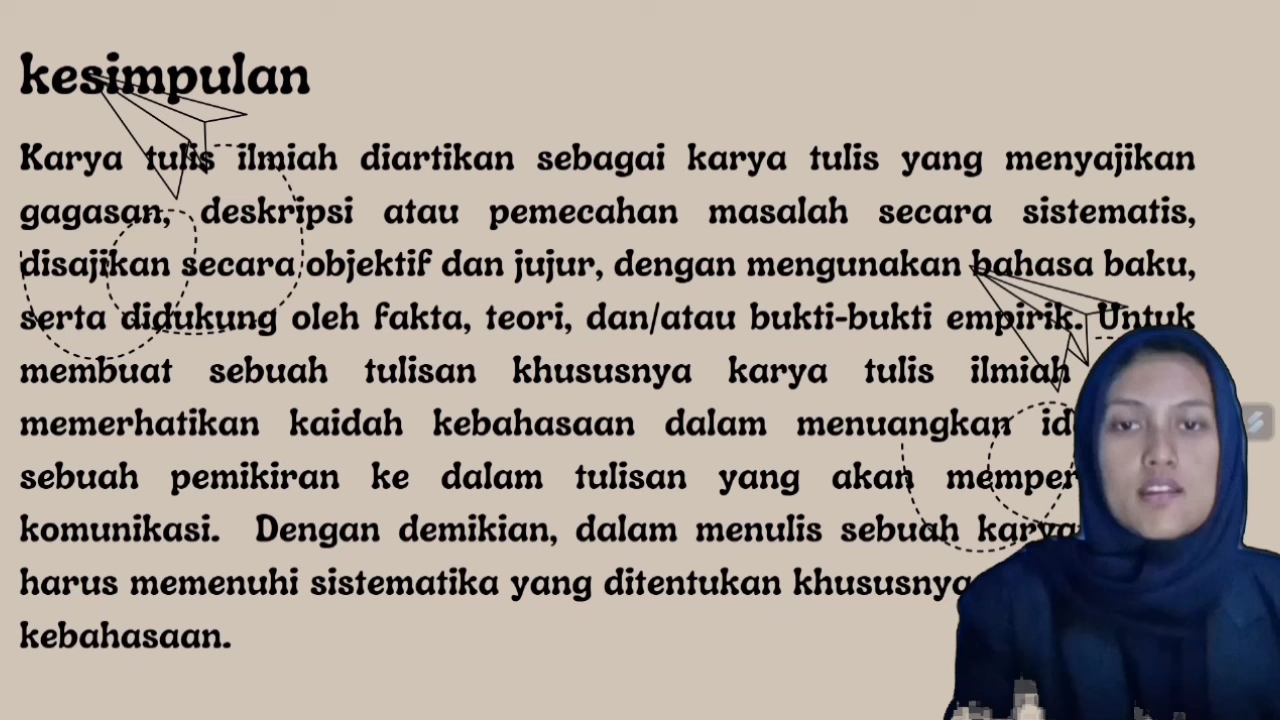 kesimpulan
Karya tulis ilmiah diartikan sebagai karya tulis yang menyajikan
gagasan, deskripsi atau pemecahan masalah secara sistematis,
disajikan secara objektif dan jujur, dengan mengunakan bahasa baku,
serta didukung oleh fakta, teori, dan/atau bukti-bukti empirik. Untuk
membuat sebuah tulisan khususnya karya tulis ilmiah
memerhatikan kaidah kebahasaan dalam menuangkan
sebuah pemikiran ke dalam tulisan yang akan
komunikasi. Dengan demikian, dalam menulis sebuah karya
harus memenuhi sistematika yang ditentukan khususnya
kebahasaan.